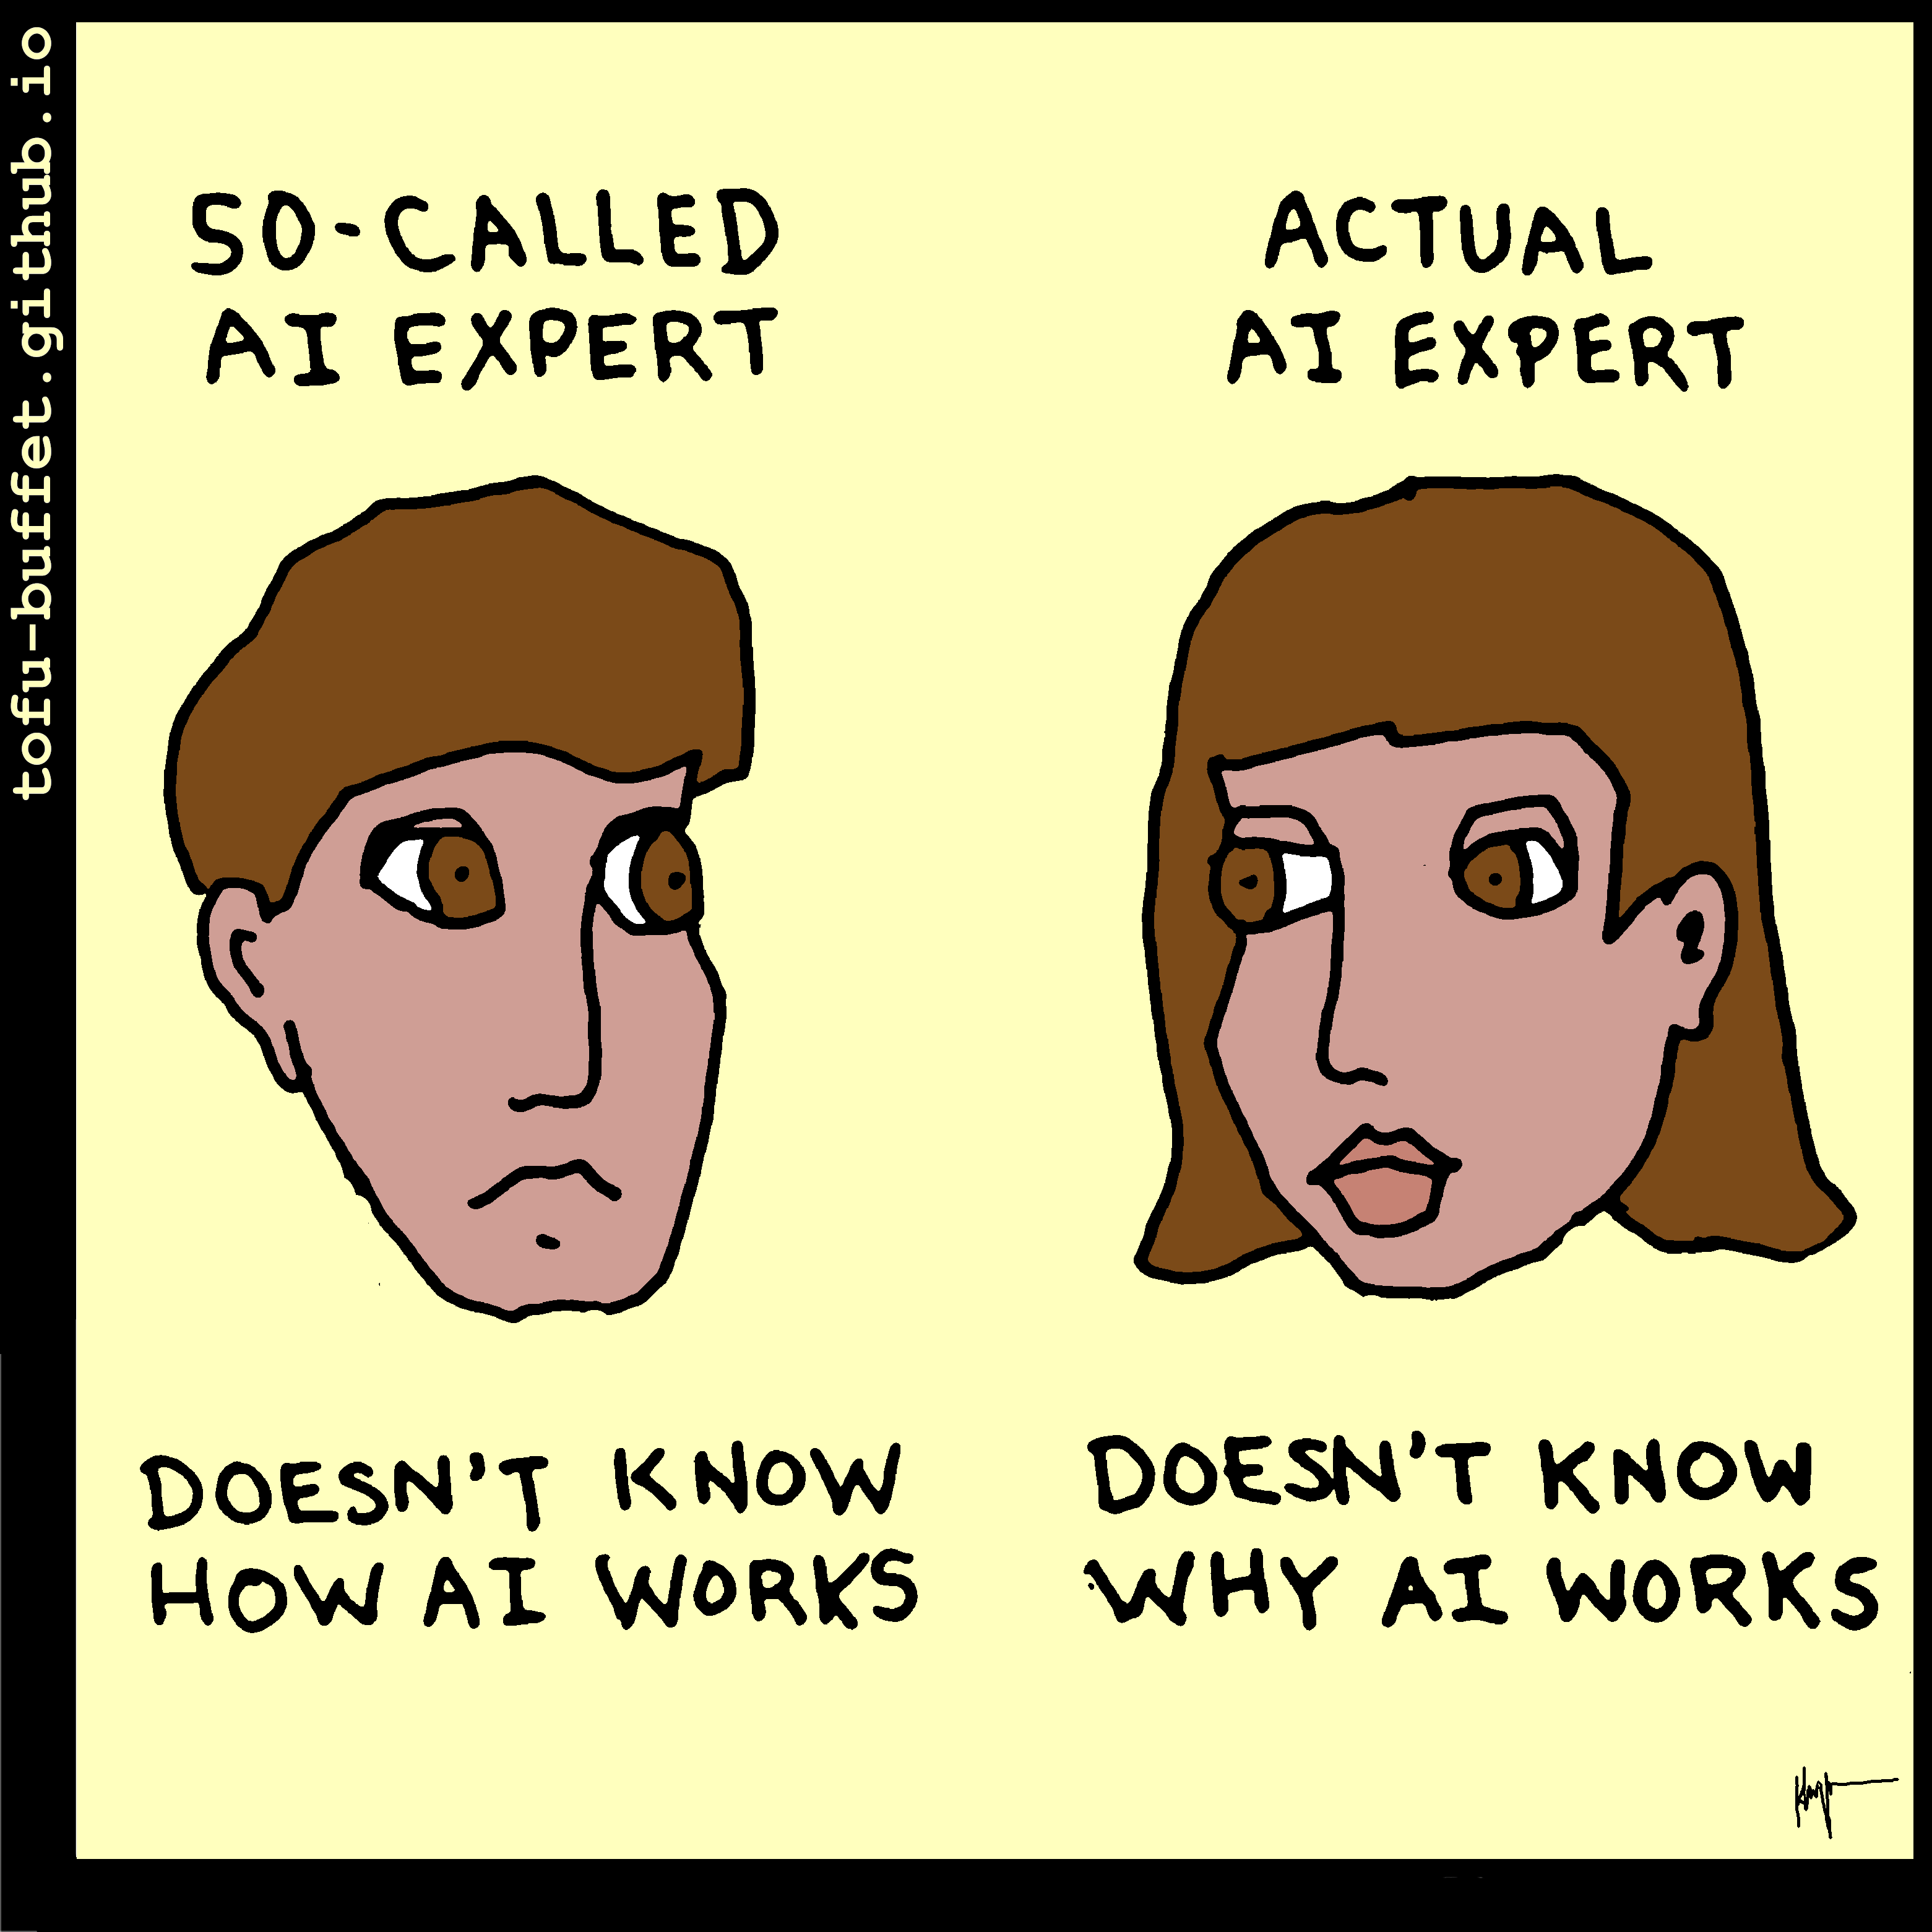 tofu-buffet.github.io
SO-CALLED
AI EXPERT
ACTUAL
AI EXPERT
DOESN'T KNOW
HOW AI WORKS
DOESN'T KNOW
WHY AI WORKS